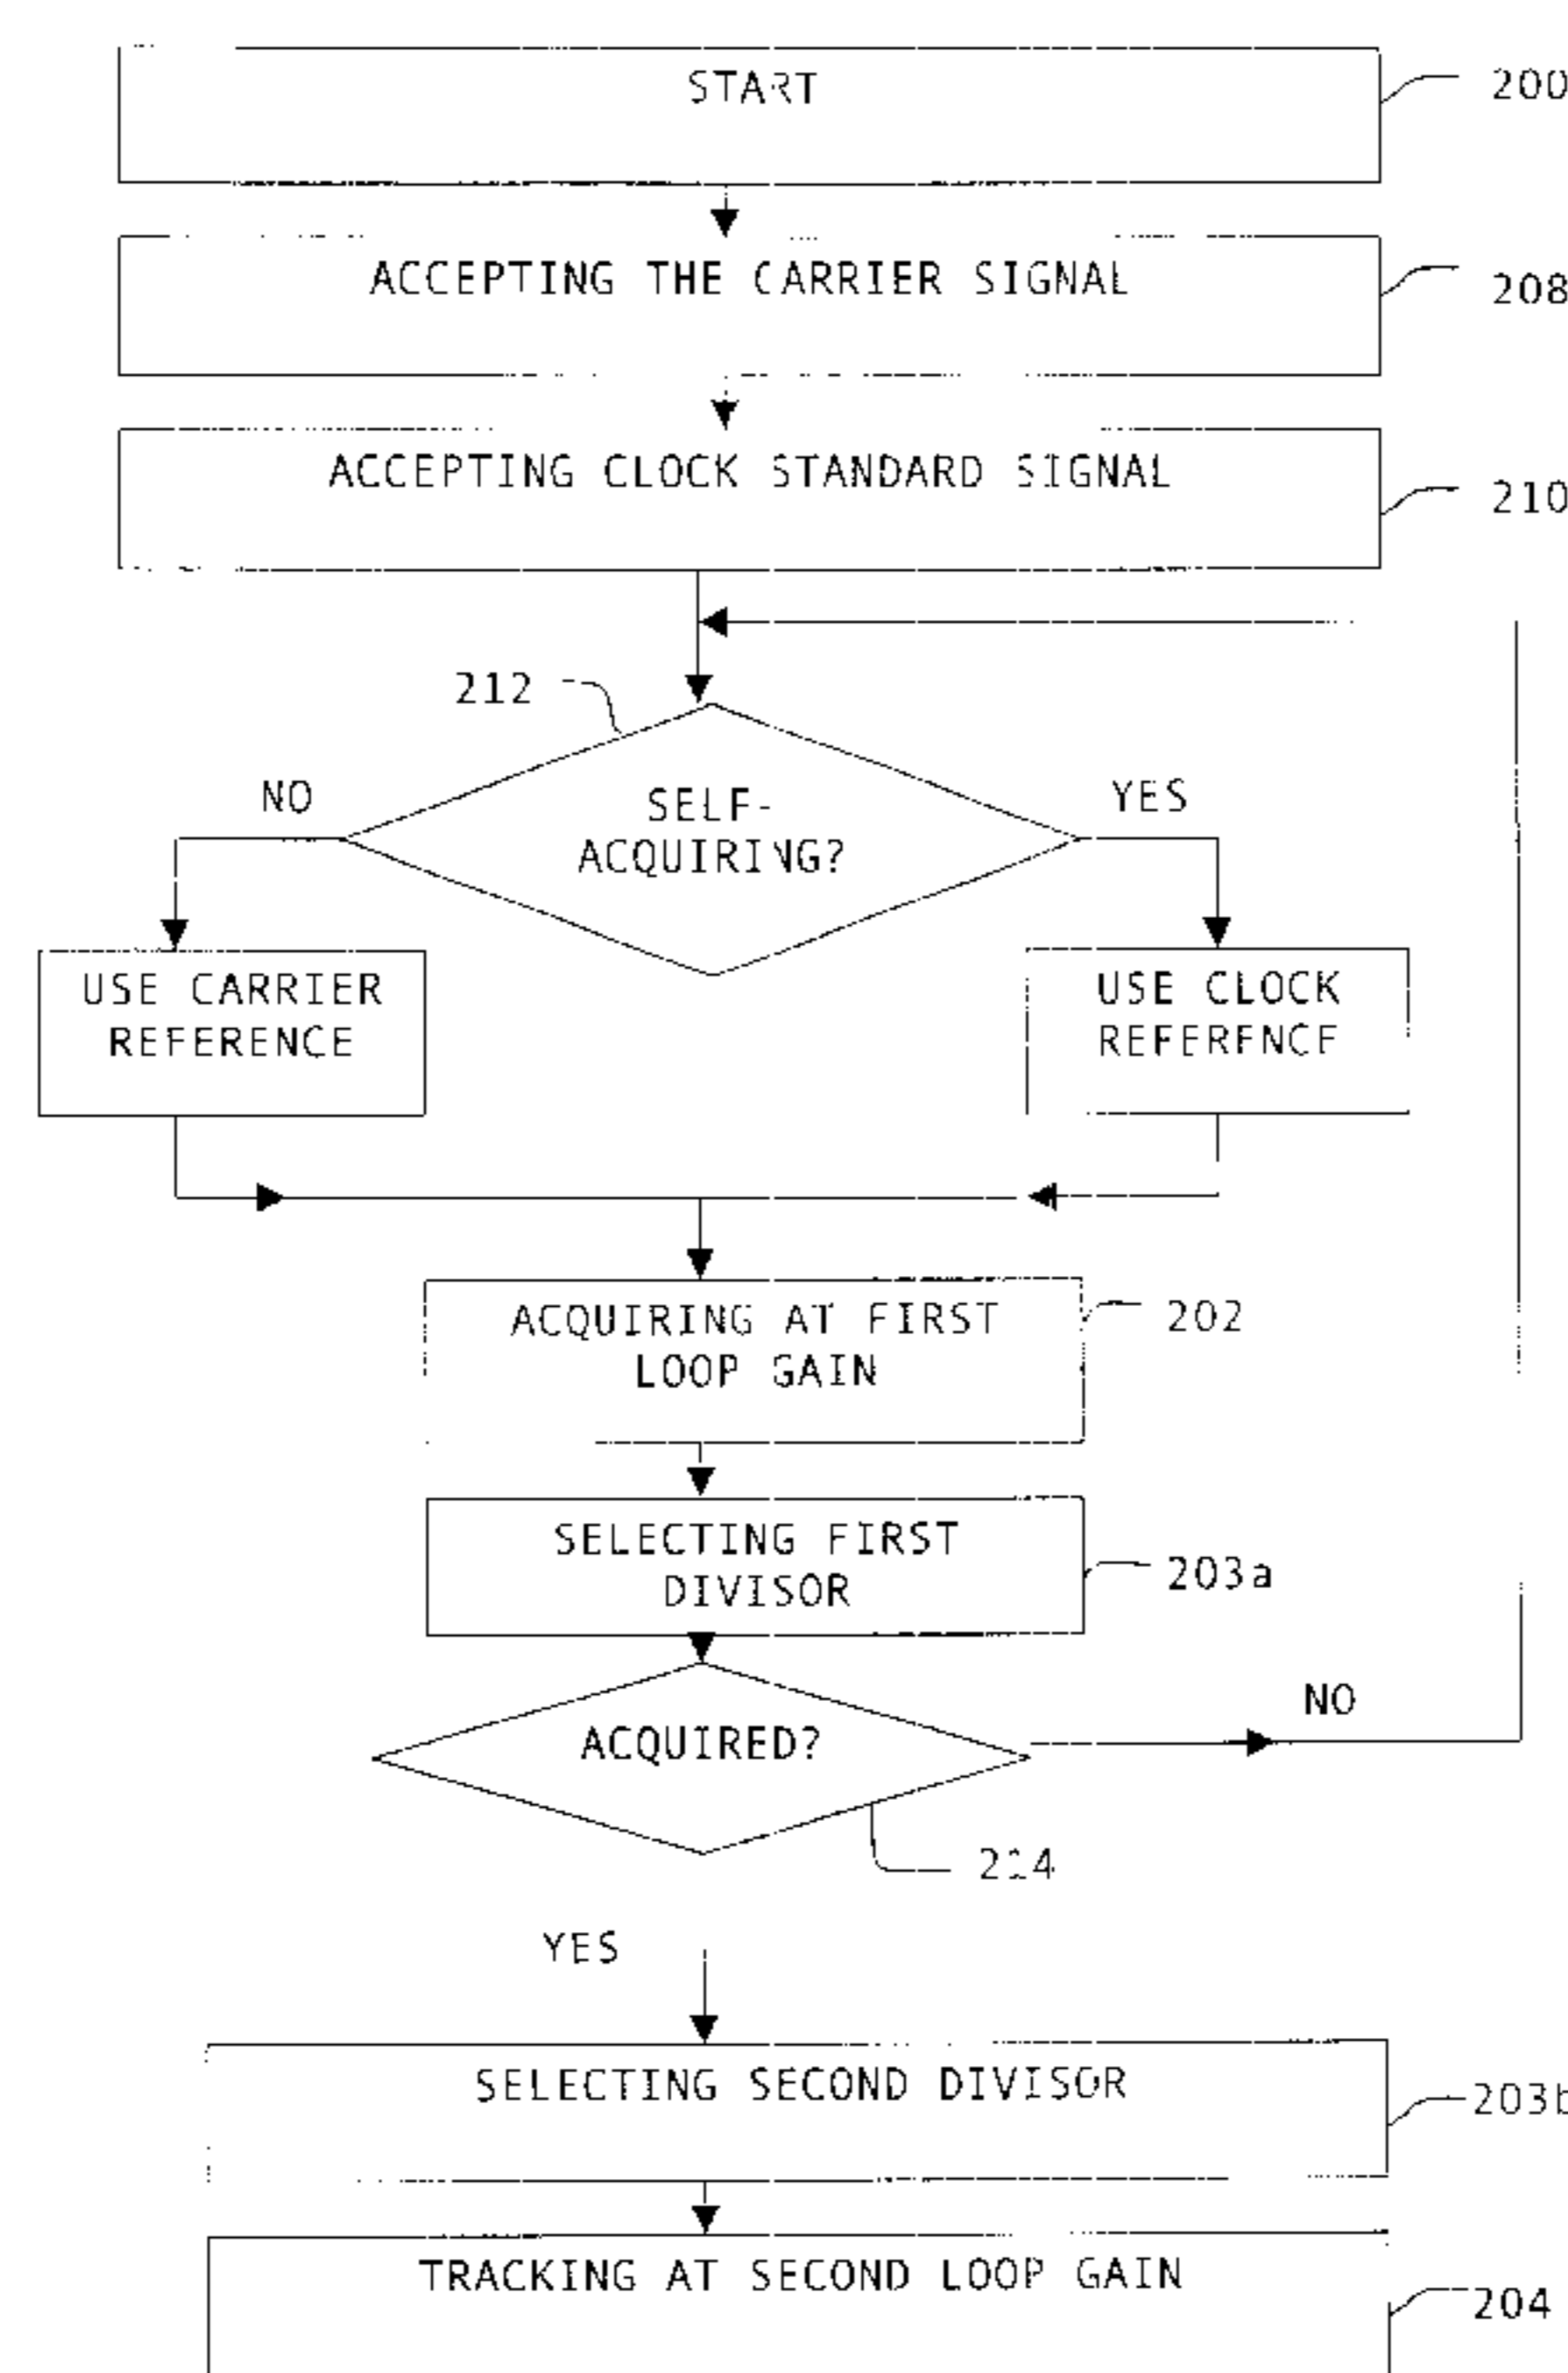 START
200
ACCEPTING THE CARRIER SIGNAL
208
ACCEPTING CLOCK STANDARD SIGNAL
210
212
NO
SELF-
ACQUIRING?
YES
USE CARRIER
REFERENCE
USE CLOCK
REFERENCE
ACQUIRING AT FIRST
LOOP GAIN
202
SELECTING FIRST
DIVISOR
203a
ACQUIRED?
NO
214
YES
SELECTING SECOND DIVISOR
203b
TRACKING AT SECOND LOOP GAIN
204